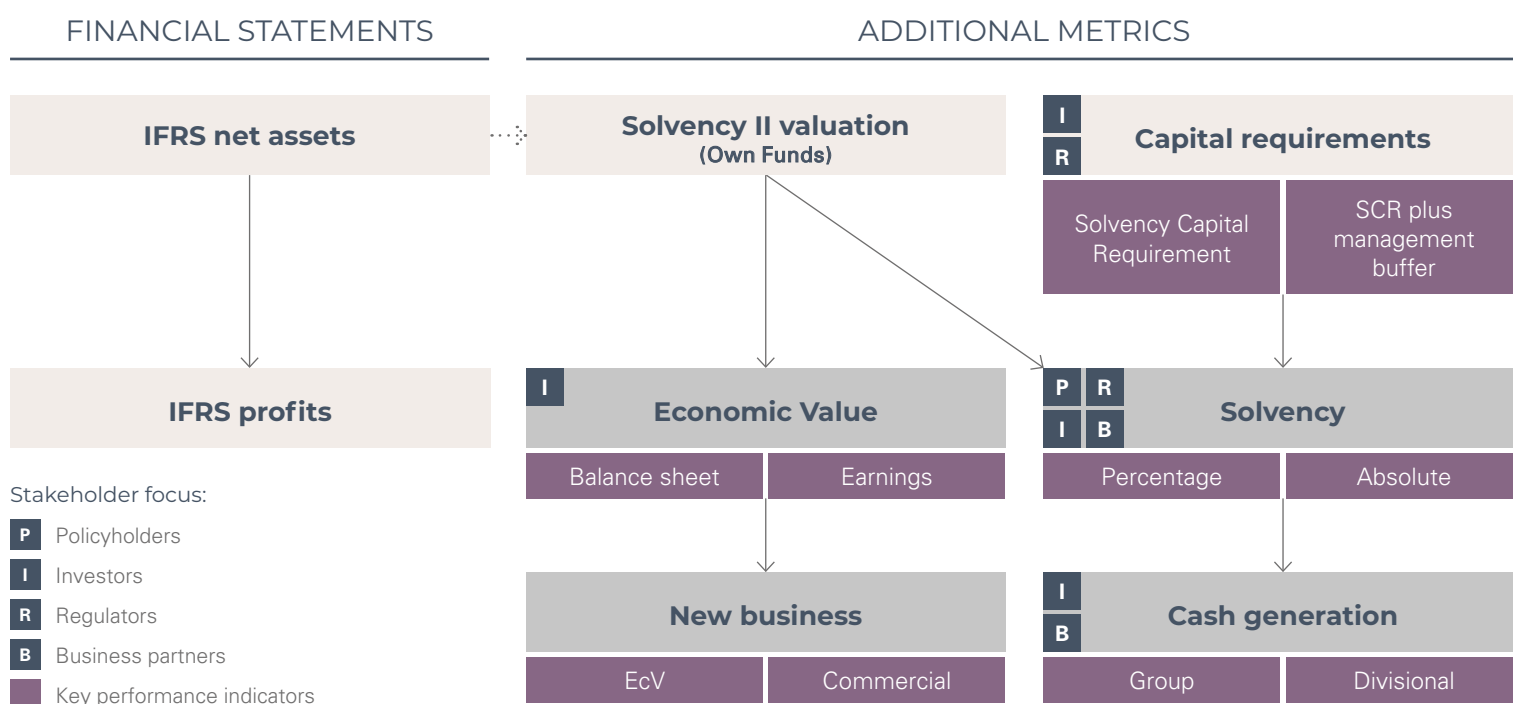 FINANCIAL STATEMENTS
ADDITIONAL METRICS
IFRS net assets
Solvency II valuation
(Own Funds)
I
R
Capital requirements
Solvency Capital
Requirement
SCR plus
management
buffer
IFRS profits
I
Economic Value
Balance sheet
Earnings
P R
I B
Solvency
Percentage
Absolute
Stakeholder focus:
P Policyholders
I Investors
R Regulators
B Business partners
Key performance indicators
New business
EcV
Commercial
I
B
Cash generation
Group
Divisional